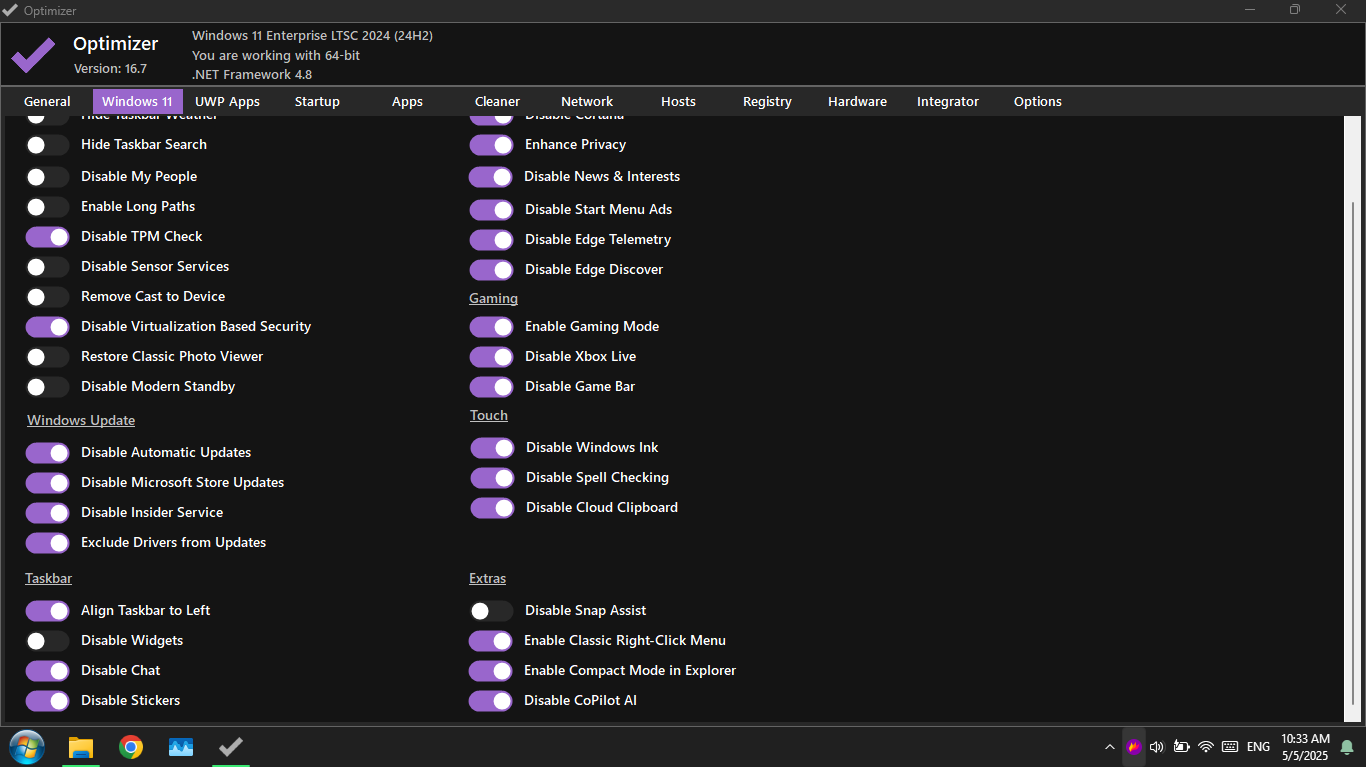 Optimizer
Optimizer
Version: 16.7
Windows 11 Enterprise LTSC 2024 (24H2)
You are working with 64-bit
.NET Framework 4.8
General Windows 11 UWP Apps Startup Apps Cleaner Network Hosts Registry Hardware Integrator Options
Hide Taskbar Weather
Hide Taskbar Search
Disable My People
Enable Long Paths
Disable TPM Check
Disable Sensor Services
Remove Cast to Device
Disable Virtualization Based Security
Restore Classic Photo Viewer
Disable Modern Standby
Windows Update
Disable Automatic Updates
Disable Microsoft Store Updates
Disable Insider Service
Exclude Drivers from Updates
Taskbar
Align Taskbar to Left
Disable Widgets
Disable Chat
Disable Stickers
Disable Cortana
Enhance Privacy
Disable News & Interests
Disable Start Menu Ads
Disable Edge Telemetry
Disable Edge Discover
Gaming
Enable Gaming Mode
Disable Xbox Live
Disable Game Bar
Touch
Disable Windows Ink
Disable Spell Checking
Disable Cloud Clipboard
Extras
Disable Snap Assist
Enable Classic Right-Click Menu
Enable Compact Mode in Explorer
Disable CoPilot AI
ENG
10:33 AM
5/5/2025